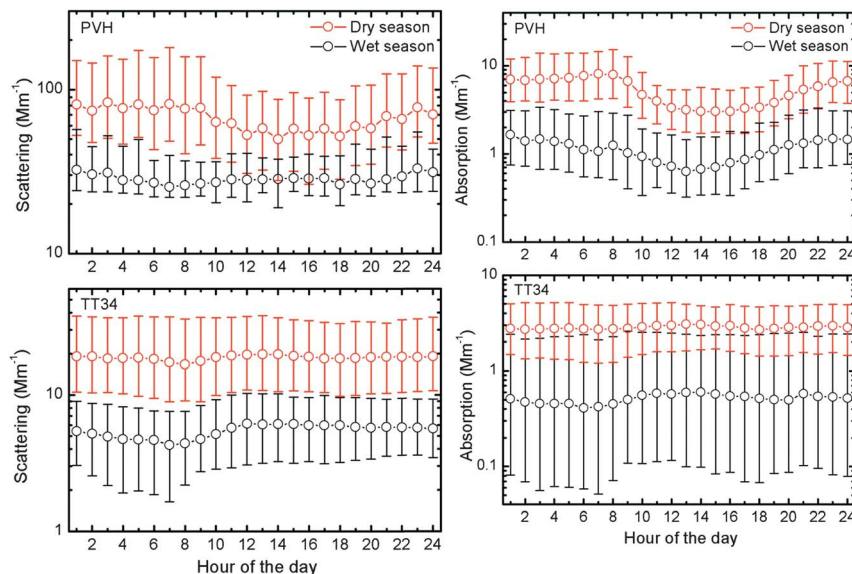 PVH
Dry season
Wet season
Scattering (Mm⁻¹)
100
10
2 4 6 8 10 12 14 16 18 20 22 24
PVH
Dry season
Wet season
Absorption (Mm⁻¹)
10
1
0.1
2 4 6 8 10 12 14 16 18 20 22 24
TT34
Scattering (Mm⁻¹)
10
1
2 4 6 8 10 12 14 16 18 20 22 24
Hour of the day
TT34
Absorption (Mm⁻¹)
10
1
0.1
2 4 6 8 10 12 14 16 18 20 22 24
Hour of the day